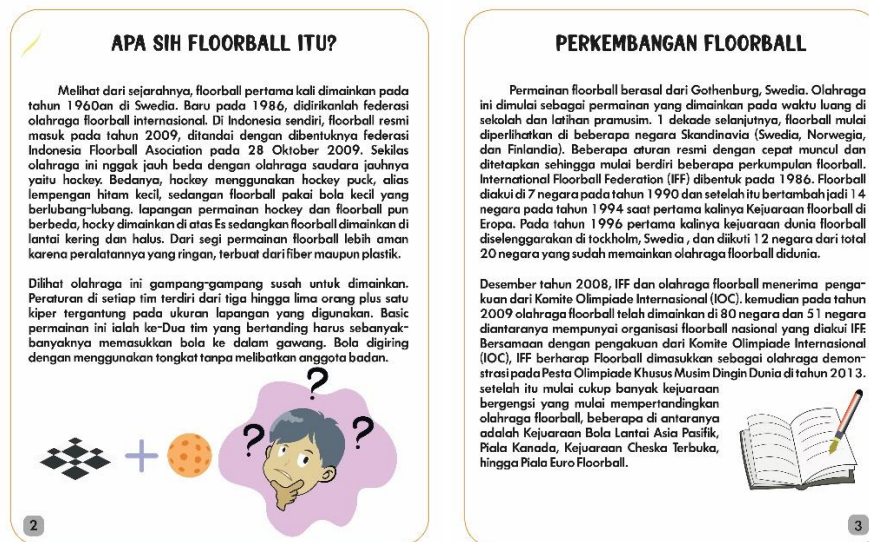 APA SIH FLOORBALL ITU?
Melihat dari sejarahnya, floorball pertama kali dimainkan pada
tahun 1960an di Swedia. Baru pada 1986, didirikanlah federasi
olahraga floorball internasional. Di Indonesia sendiri, floorball resmi
masuk pada tahun 2009, ditandai dengan dibentuknya federasi
Indonesia Floorball Asociation pada 28 Oktober 2009. Sekilas
olahraga ini nggak jauh beda dengan olahraga saudara jauhnya
yaitu hockey. Bedanya, hockey menggunakan hockey puck, alias
lempengan hitam kecil, sedangan floorball pakai bola kecil yang
berlubang-lubang. lapangan permainan hockey dan floorball pun
berbeda, hocky dimainkan di atas Es sedangkan floorball dimainkan di
lantai kering dan halus. Dari segi permainan floorball lebih aman
karena peralatannya yang ringan, terbuat dari fiber maupun plastik.
Dilihat olahraga ini gampang-gampang susah untuk dimainkan.
Peraturan di setiap tim terdiri dari tiga hingga lima orang plus satu
kiper tergantung pada ukuran lapangan yang digunakan. Basic
permainan ini ialah ke-Dua tim yang bertanding harus sebanyak-
banyaknya memasukkan bola ke dalam gawang. Bola digiring
dengan menggunakan tongkat tanpa melibatkan anggota badan.
? ? ?
2
PERKEMBANGAN FLOORBALL
Permainan floorball berasal dari Gothenburg, Swedia. Olahraga
ini dimulai sebagai permainan yang dimainkan pada waktu luang di
sekolah dan latihan pramusim. 1 dekade selanjutnya, floorball mulai
diperlihatkan di beberapa negara Skandinavia (Swedia, Norwegia,
dan Finlandia). Beberapa aturan resmi dengan cepat muncul dan
ditetapkan sehingga mulai berdiri beberapa perkumpulan floorball.
International Floorball Federation (IFF) dibentuk pada 1986. Floorball
diakui di 7 negara pada tahun 1990 dan setelah itu bertambah jadi 14
negara pada tahun 1994 saat pertama kalinya Kejuaraan floorball di
Eropa. Pada tahun 1996 pertama kalinya kejuaraan dunia floorball
diselenggarakan di tockholm, Swedia , dan diikuti 12 negara dari total
20 negara yang sudah memainkan olahraga floorball didunia.
Desember tahun 2008, IFF dan olahraga floorball menerima penga-
kuan dari Komite Olimpiade Internasional (IOC). kemudian pada tahun
2009 olahraga floorball telah dimainkan di 80 negara dan 51 negara
diantaranya mempunyai organisasi floorball nasional yang diakui IFF.
Bersamaan dengan pengakuan dari Komite Olimpiade Internasional
(IOC), IFF berharap Floorball dimasukkan sebagai olahraga demon-
strasi pada Pesta Olimpiade Khusus Musim Dingin Dunia di tahun 2013.
setelah itu mulai cukup banyak kejuaraan
bergengsi yang mulai mempertandingkan
olahraga floorball, beberapa di antaranya
adalah Kejuaraan Bola Lantai Asia Pasifik,
Piala Kanada, Kejuaraan Cheska Terbuka,
hingga Piala Euro Floorball.
3